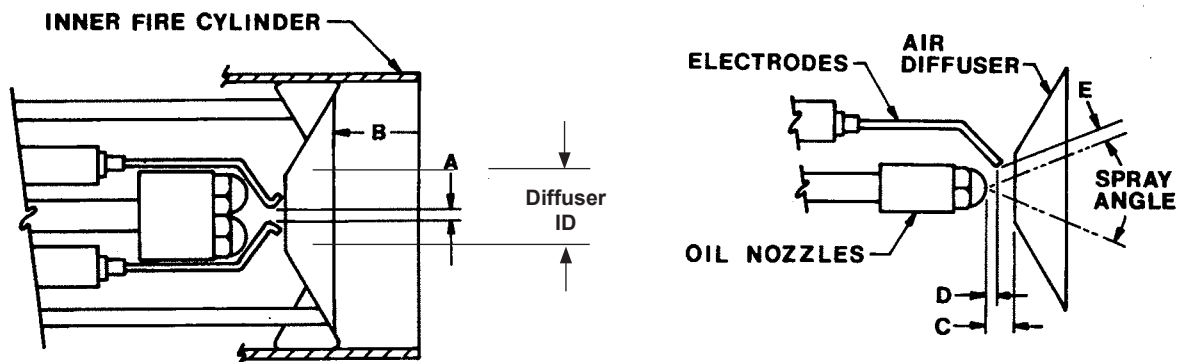 INNER FIRE CYLINDER
B
A
Diffuser
ID
ELECTRODES
AIR
DIFFUSER
E
SPRAY
ANGLE
OIL NOZZLES
D
C